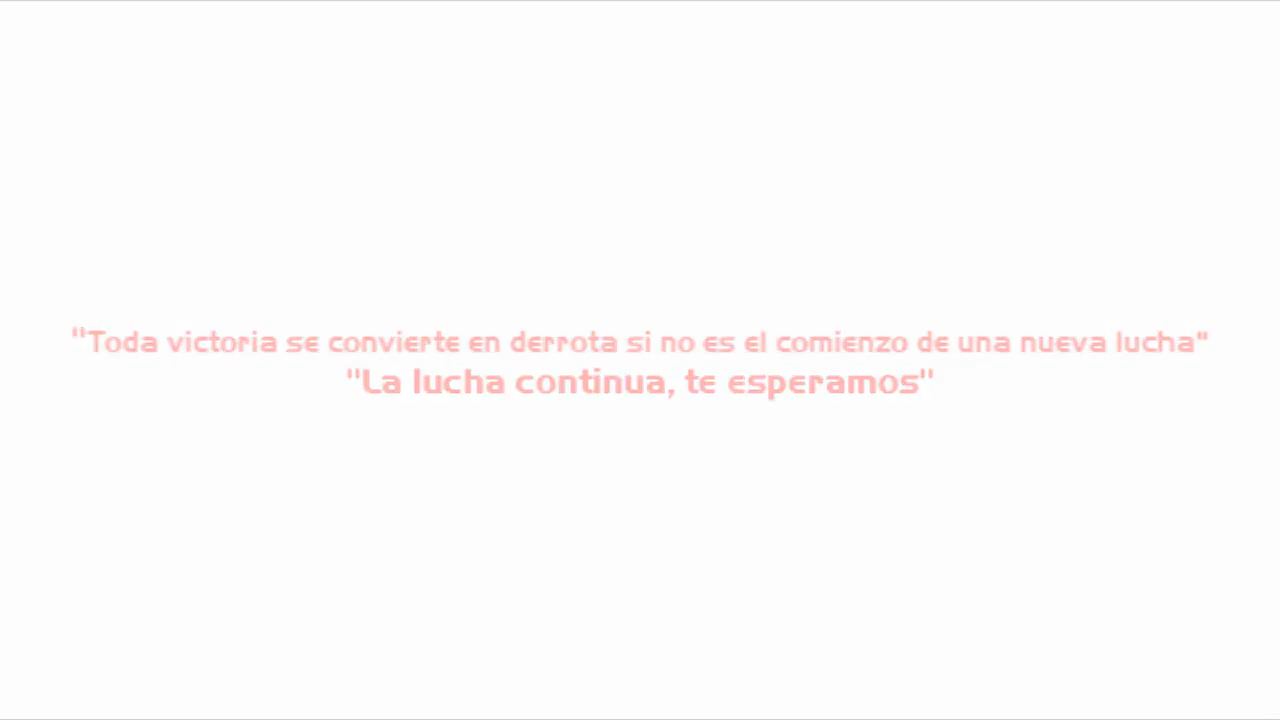 "Toda victoria se convierte en derrota si no es el comienzo de una nueva lucha"
"La lucha continua, te esperamos"